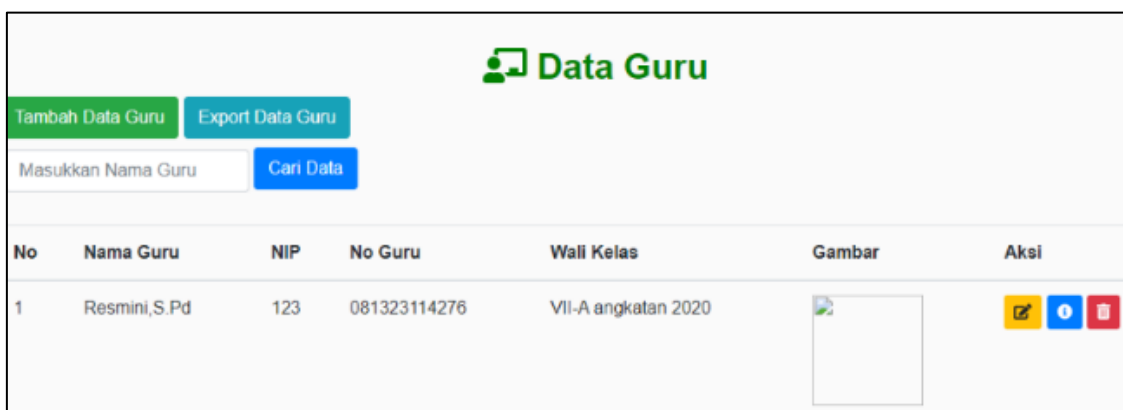 Data Guru
Tambah Data Guru Export Data Guru
Masukkan Nama Guru Cari Data
No Nama Guru NIP No Guru Wali Kelas Gambar Aksi
1 Resmini,S.Pd 123 081323114276 VII-A angkatan 2020